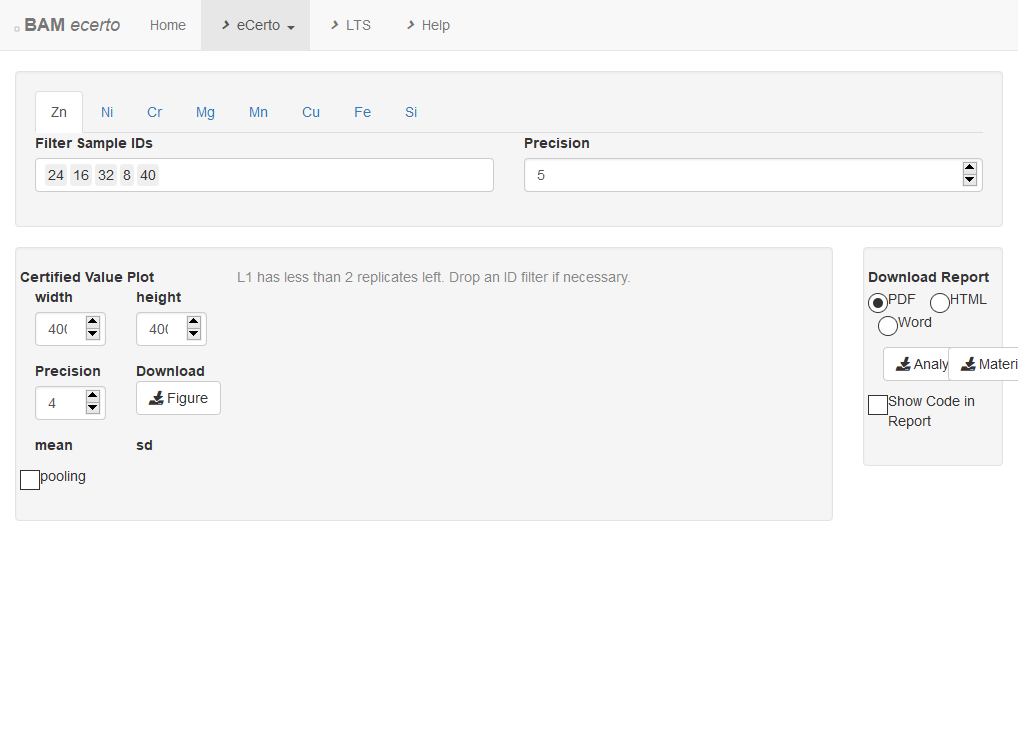 BAM ecerto Home eCerto LTS Help
Zn Ni Cr Mg Mn Cu Fe Si
Filter Sample IDs Precision
24 16 32 8 40 5
Certified Value Plot L1 has less than 2 replicates left. Drop an ID filter if necessary. Download Report
width height PDF HTML
Word
400 400
Analy Materi
Precision Download
4 Figure
Show Code in
Report
mean sd
pooling